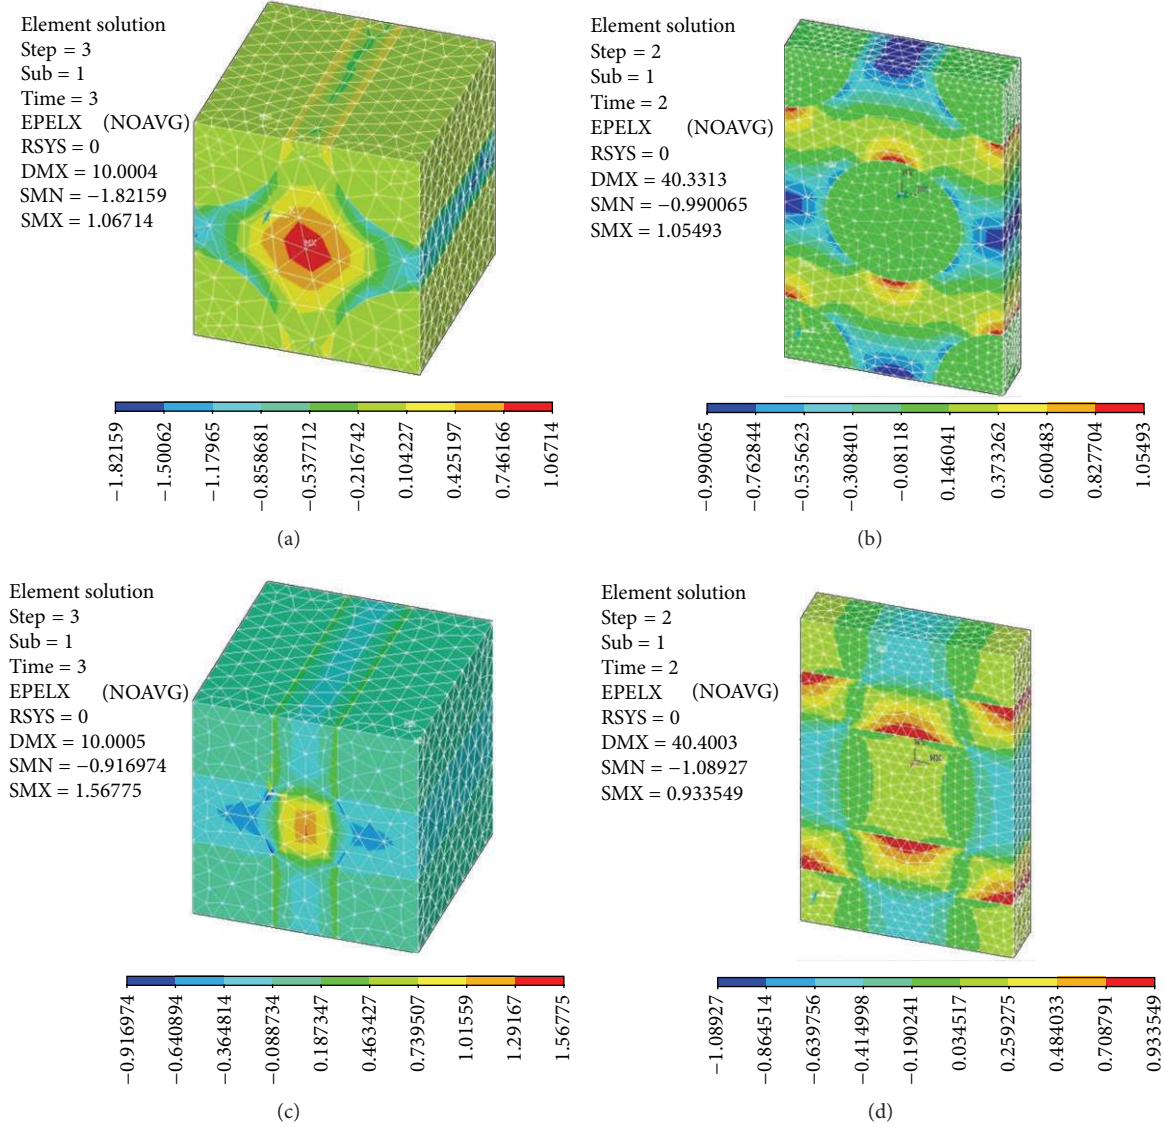 Element solution
Step = 3
Sub = 1
Time = 3
EPELX (NOAVG)
RSYS = 0
DMX = 10.0004
SMN = −1.82159
SMX = 1.06714
MX
−1.82159
−1.50062
−1.17965
−0.858681
−0.537712
−0.216742
0.104227
0.425197
0.746166
1.06714
(a)
Element solution
Step = 2
Sub = 1
Time = 2
EPELX (NOAVG)
RSYS = 0
DMX = 40.3313
SMN = −0.990065
SMX = 1.05493
−0.990065
−0.762844
−0.535623
−0.308401
−0.08118
0.146041
0.373262
0.600483
0.827704
1.05493
(b)
Element solution
Step = 3
Sub = 1
Time = 3
EPELX (NOAVG)
RSYS = 0
DMX = 10.0005
SMN = −0.916974
SMX = 1.56775
−0.916974
−0.640894
−0.364814
−0.088734
0.187347
0.463427
0.739507
1.01559
1.29167
1.56775
(c)
Element solution
Step = 2
Sub = 1
Time = 2
EPELX (NOAVG)
RSYS = 0
DMX = 40.4003
SMN = −1.08927
SMX = 0.933549
MX
−1.08927
−0.864514
−0.639756
−0.414998
−0.190241
0.034517
0.259275
0.484033
0.708791
0.933549
(d)